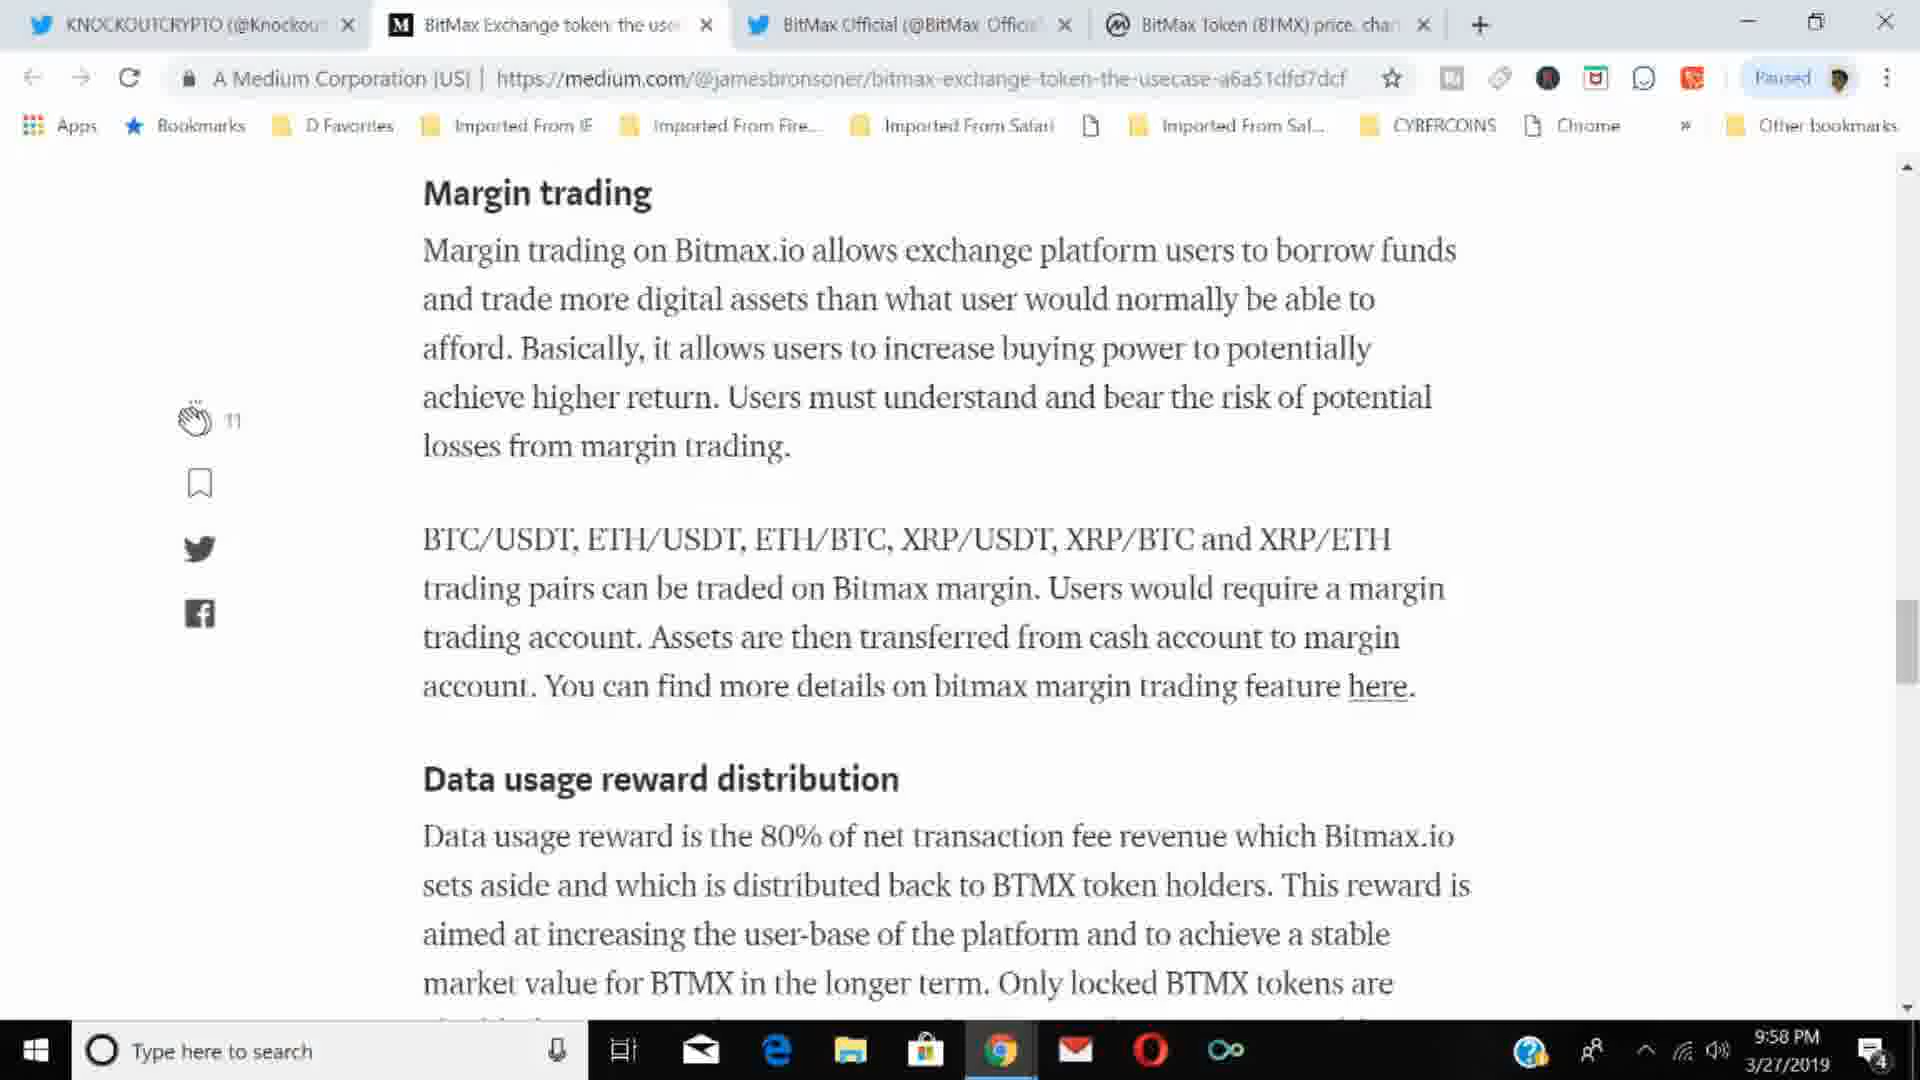 KNOCKOUTCRYPTO (@Knockout
BitMax Exchange token: the use
BitMax Official (@BitMax_Official
BitMax Token (BTMX) price, char
A Medium Corporation [US] | https://medium.com/@jamesbronsoner/bitmax-exchange-token-the-usecase-a6a51dfd7dcf
Paused
Apps
Bookmarks
D Favorites
Imported From IE
Imported From Fire...
Imported From Safari
Imported From Saf...
CYBERCOINS
Chrome
»
Other bookmarks
Margin trading
Margin trading on Bitmax.io allows exchange platform users to borrow funds
and trade more digital assets than what user would normally be able to
afford. Basically, it allows users to increase buying power to potentially
achieve higher return. Users must understand and bear the risk of potential
losses from margin trading.
11
BTC/USDT, ETH/USDT, ETH/BTC, XRP/USDT, XRP/BTC and XRP/ETH
trading pairs can be traded on Bitmax margin. Users would require a margin
trading account. Assets are then transferred from cash account to margin
account. You can find more details on bitmax margin trading feature here.
Data usage reward distribution
Data usage reward is the 80% of net transaction fee revenue which Bitmax.io
sets aside and which is distributed back to BTMX token holders. This reward is
aimed at increasing the user-base of the platform and to achieve a stable
market value for BTMX in the longer term. Only locked BTMX tokens are
Type here to search
9:58 PM
3/27/2019
4